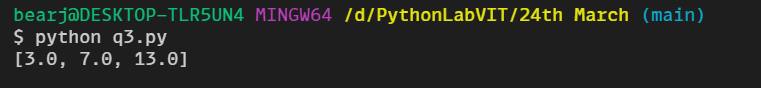 bearj@DESKTOP-TLR5UN4 MINGW64 /d/PythonLabVIT/24th March (main)
$ python q3.py
[3.0, 7.0, 13.0]